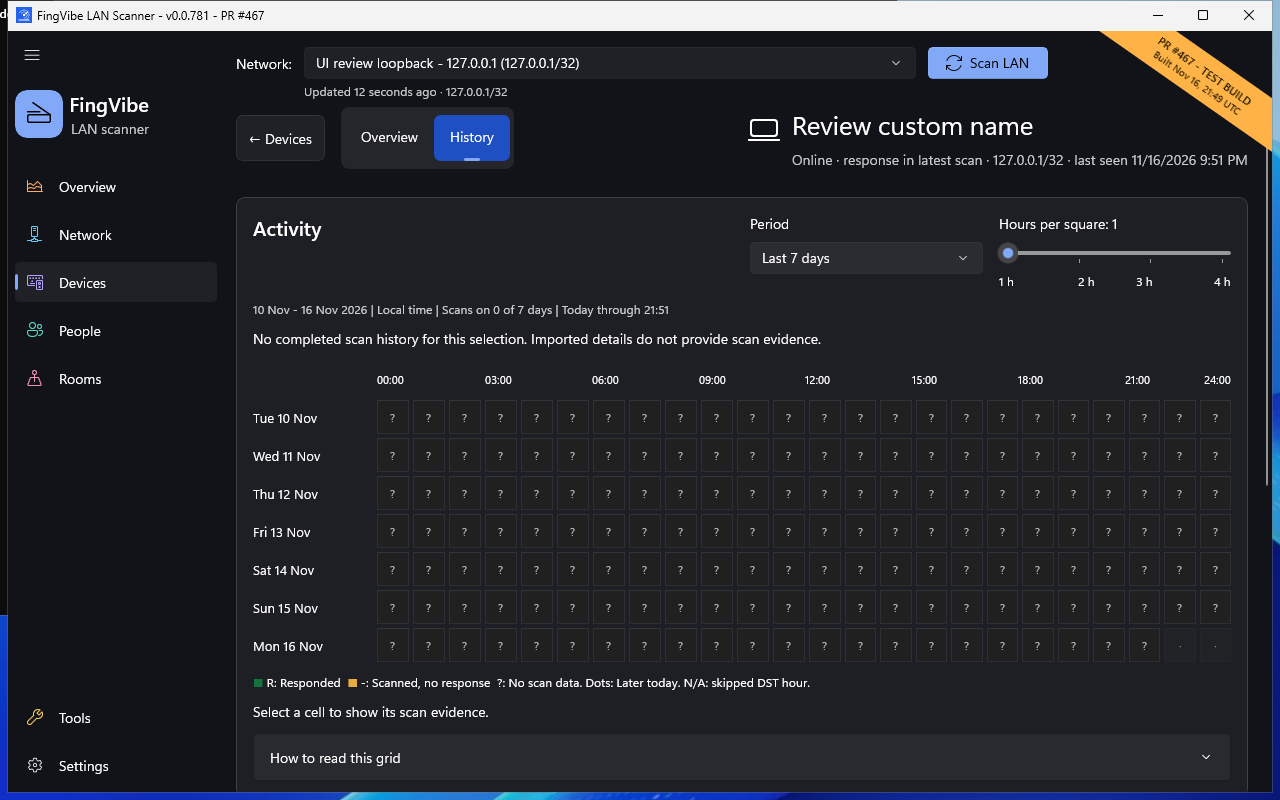 FingVibe LAN Scanner - v0.0.781 - PR #467
Network:
UI review loopback - 127.0.0.1 (127.0.0.1/32)
Scan LAN
PR #467 - TEST BUILD
Built Nov 16, 21:49 UTC
Updated 12 seconds ago · 127.0.0.1/32
FingVibe
LAN scanner
← Devices
Overview
History
Review custom name
Online · response in latest scan · 127.0.0.1/32 · last seen 11/16/2026 9:51 PM
Overview
Network
Devices
People
Rooms
Tools
Settings
Activity
Period
Last 7 days
Hours per square: 1
1 h 2 h 3 h 4 h
10 Nov - 16 Nov 2026 | Local time | Scans on 0 of 7 days | Today through 21:51
No completed scan history for this selection. Imported details do not provide scan evidence.
00:00 03:00 06:00 09:00 12:00 15:00 18:00 21:00 24:00
Tue 10 Nov ? ? ? ? ? ? ? ? ? ? ? ? ? ? ? ? ? ? ? ? ? ? ? ?
Wed 11 Nov ? ? ? ? ? ? ? ? ? ? ? ? ? ? ? ? ? ? ? ? ? ? ? ?
Thu 12 Nov ? ? ? ? ? ? ? ? ? ? ? ? ? ? ? ? ? ? ? ? ? ? ? ?
Fri 13 Nov ? ? ? ? ? ? ? ? ? ? ? ? ? ? ? ? ? ? ? ? ? ? ? ?
Sat 14 Nov ? ? ? ? ? ? ? ? ? ? ? ? ? ? ? ? ? ? ? ? ? ? ? ?
Sun 15 Nov ? ? ? ? ? ? ? ? ? ? ? ? ? ? ? ? ? ? ? ? ? ? ? ?
Mon 16 Nov ? ? ? ? ? ? ? ? ? ? ? ? ? ? ? ? ? ? ? ? ? ? · ·
R: Responded -: Scanned, no response ?: No scan data. Dots: Later today. N/A: skipped DST hour.
Select a cell to show its scan evidence.
How to read this grid